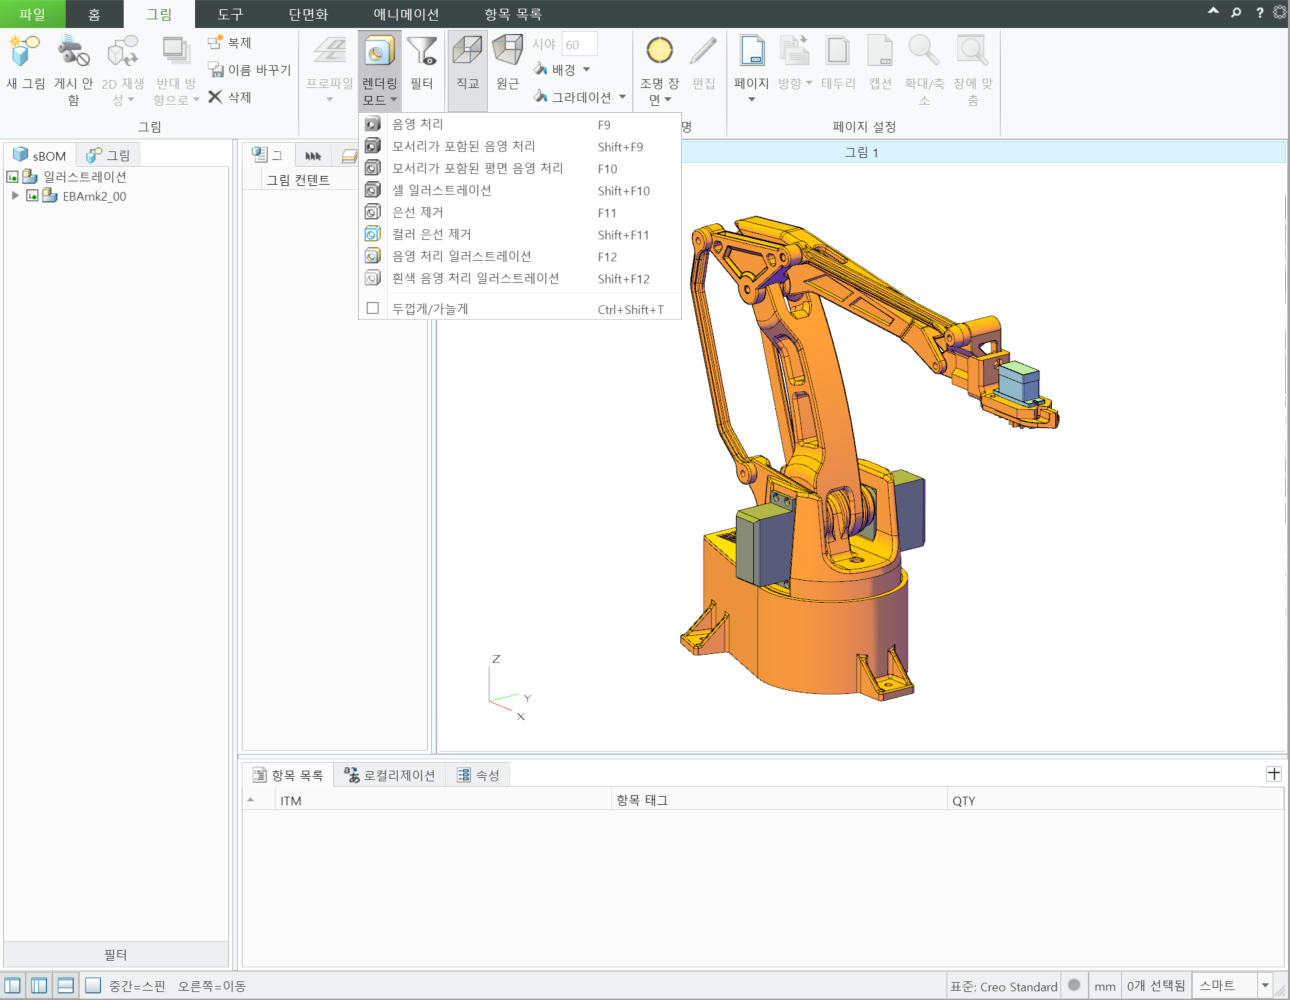 파일 홈 그림 도구 단면화 애니메이션 항목 목록
새 그림
게시 안함
2D 재생성
반대 방향으로
복제
이름 바꾸기
삭제
그림
프로파일
렌더링 모드
필터
직교
원근
시야 60
배경
그라데이션
조명 장면
편집
명
페이지
방향
테두리
캡션
확대/축소
창에 맞춤
페이지 설정
음영 처리 F9
모서리가 포함된 음영 처리 Shift+F9
모서리가 포함된 평면 음영 처리 F10
셀 일러스트레이션 Shift+F10
은선 제거 F11
컬러 은선 제거 Shift+F11
음영 처리 일러스트레이션 F12
흰색 음영 처리 일러스트레이션 Shift+F12
두껍게/가늘게 Ctrl+Shift+T
sBOM 그림
일러스트레이션
EBAmk2_00
필터
그
그림 컨텐트
그림 1
Z
Y
X
항목 목록 로컬리제이션 속성
ITM 항목 태그 QTY
중간=스핀 오른쪽=이동
표준: Creo Standard mm 0개 선택됨 스마트